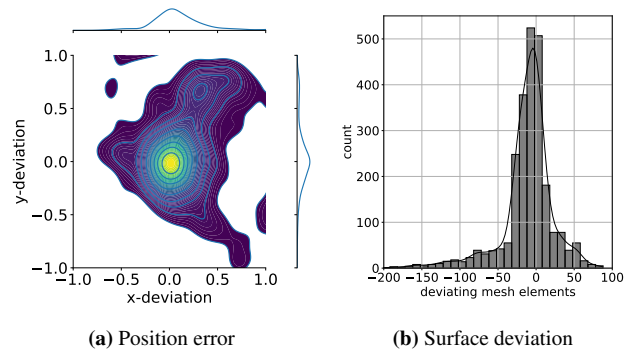 1.0
0.5
0.0
−0.5
−1.0
y-deviation
−1.0 −0.5 0.0 0.5 1.0
x-deviation
(a) Position error
500
400
300
200
100
0
count
−200 −150 −100 −50 0 50 100
deviating mesh elements
(b) Surface deviation